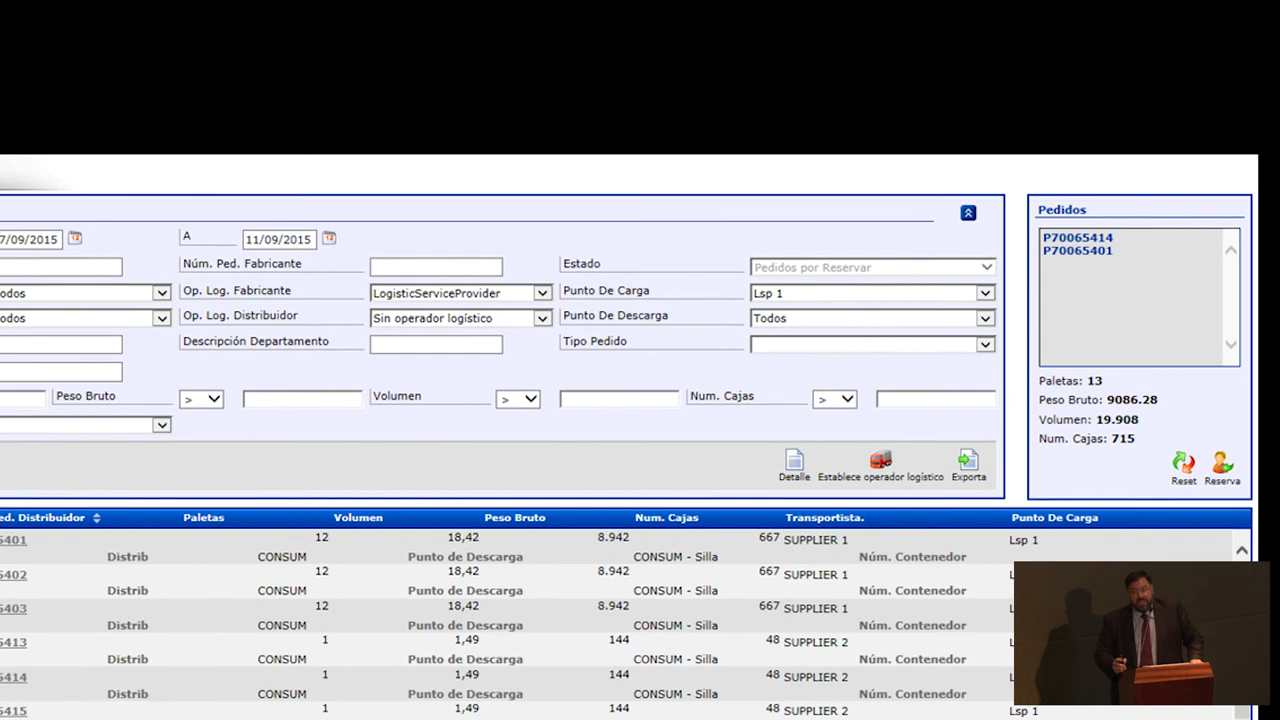 7/09/2015 A 11/09/2015
Núm. Ped. Fabricante Estado Pedidos por Reservar
odos Op. Log. Fabricante LogisticServiceProvider Punto De Carga Lsp 1
odos Op. Log. Distribuidor Sin operador logístico Punto De Descarga Todos
Descripción Departamento Tipo Pedido
Peso Bruto > Volumen > Num. Cajas >
Detalle Establece operador logístico Exporta
Pedidos
P70065414
P70065401
Paletas: 13
Peso Bruto: 9086.28
Volumen: 19.908
Num. Cajas: 715
Reset Reserva
ed. Distribuidor Paletas Volumen Peso Bruto Num. Cajas Transportista. Punto De Carga
5401 12 18,42 8.942 667 SUPPLIER 1 Lsp 1
Distrib CONSUM Punto de Descarga CONSUM - Silla Núm. Contenedor
5402 12 18,42 8.942 667 SUPPLIER 1 L
Distrib CONSUM Punto de Descarga CONSUM - Silla Núm. Contenedor
5403 12 18,42 8.942 667 SUPPLIER 1
Distrib CONSUM Punto de Descarga CONSUM - Silla Núm. Contenedor
5413 1 1,49 144 48 SUPPLIER 2
Distrib CONSUM Punto de Descarga CONSUM - Silla Núm. Contenedor
5414 1 1,49 144 48 SUPPLIER 2
Distrib CONSUM Punto de Descarga CONSUM - Silla Núm. Contenedor
5415 1 1,49 144 48 SUPPLIER 2 Lsp 1